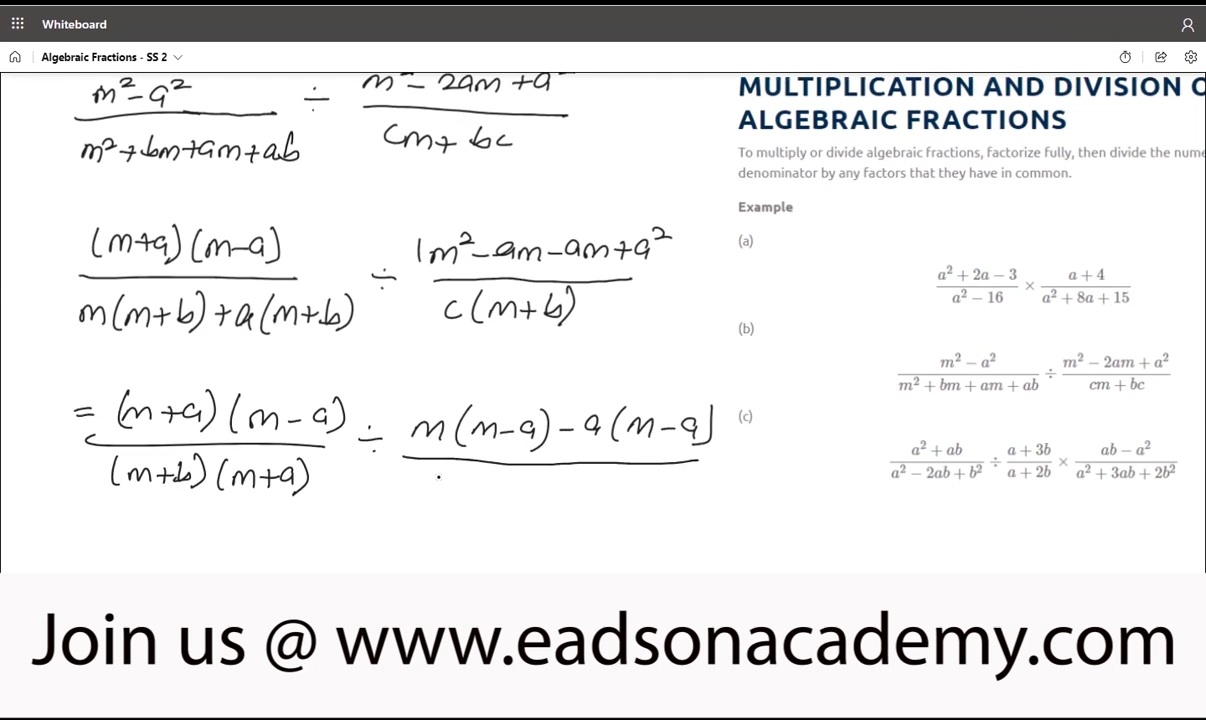 Whiteboard
Algebraic Fractions - SS 2
m² - a² ÷ m² - 2am + a²
m² + bm + am + ab cm + bc
(m+a)(m-a) ÷ m² - am - am + a²
m(m+b) + a(m+b) c(m+b)
= (m+a)(m-a) ÷ m(m-a) - a(m-a)
(m+b)(m+a)
MULTIPLICATION AND DIVISION O
ALGEBRAIC FRACTIONS
To multiply or divide algebraic fractions, factorize fully, then divide the nume
denominator by any factors that they have in common.
Example
(a)
a² + 2a − 3 × a + 4
a² − 16 a² + 8a + 15
(b)
m² − a² ÷ m² − 2am + a²
m² + bm + am + ab cm + bc
(c)
a² + ab ÷ a + 3b × ab − a²
a² − 2ab + b² a + 2b a² + 3ab + 2b²
Join us @ www.eadsonacademy.com